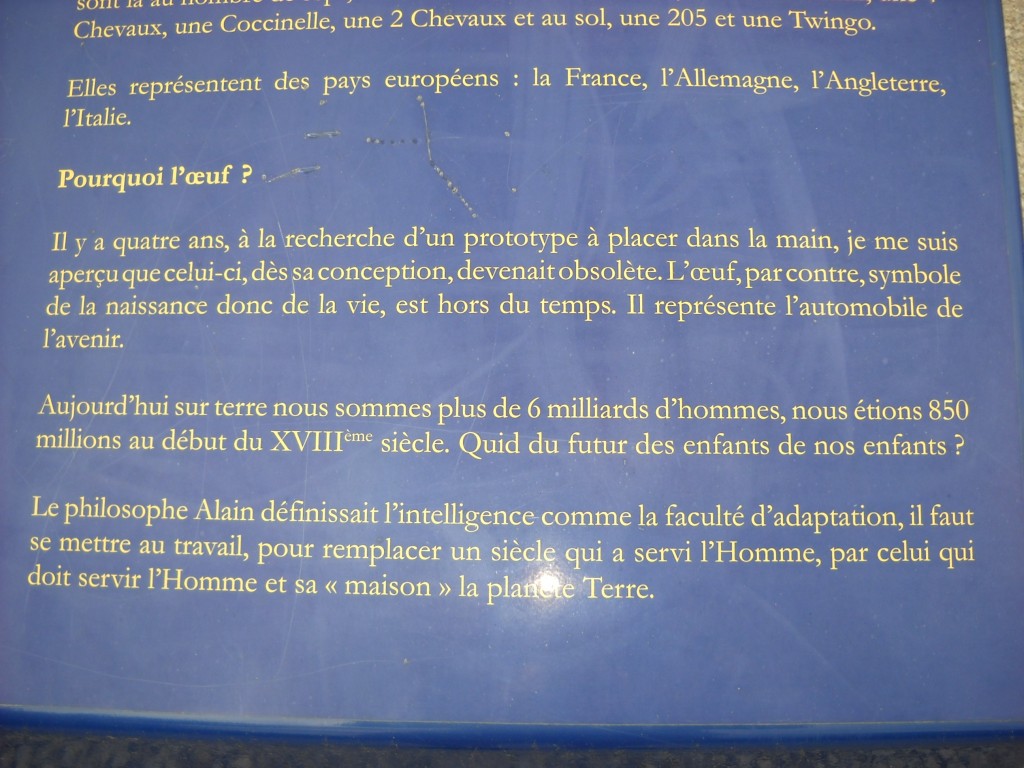 sont là au nombre de
Chevaux, une Coccinelle, une 2 Chevaux et au sol, une 205 et une Twingo.
Elles représentent des pays européens : la France, l'Allemagne, l'Angleterre,
l'Italie.
Pourquoi l'œuf ?
Il y a quatre ans, à la recherche d'un prototype à placer dans la main, je me suis
aperçu que celui-ci, dès sa conception, devenait obsolète. L'œuf, par contre, symbole
de la naissance donc de la vie, est hors du temps. Il représente l'automobile de
l'avenir.
Aujourd'hui sur terre nous sommes plus de 6 milliards d'hommes, nous étions 850
millions au début du XVIIIème siècle. Quid du futur des enfants de nos enfants ?
Le philosophe Alain définissait l'intelligence comme la faculté d'adaptation, il faut
se mettre au travail, pour remplacer un siècle qui a servi l'Homme, par celui qui
doit servir l'Homme et sa « maison » la planète Terre.